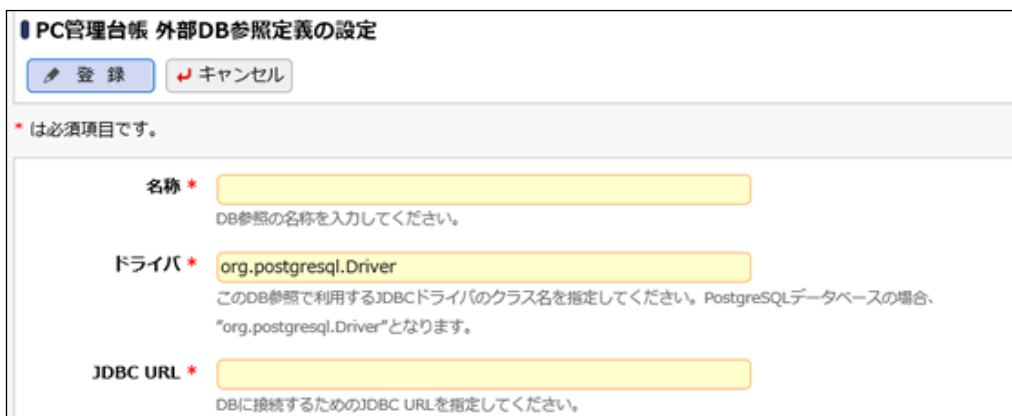 PC管理台帳 外部DB参照定義の設定
登 録 キャンセル
* は必須項目です。
名称 *
DB参照の名称を入力してください。
ドライバ * org.postgresql.Driver
このDB参照で利用するJDBCドライバのクラス名を指定してください。PostgreSQLデータベースの場合、
"org.postgresql.Driver"となります。
JDBC URL *
DBに接続するためのJDBC URLを指定してください。